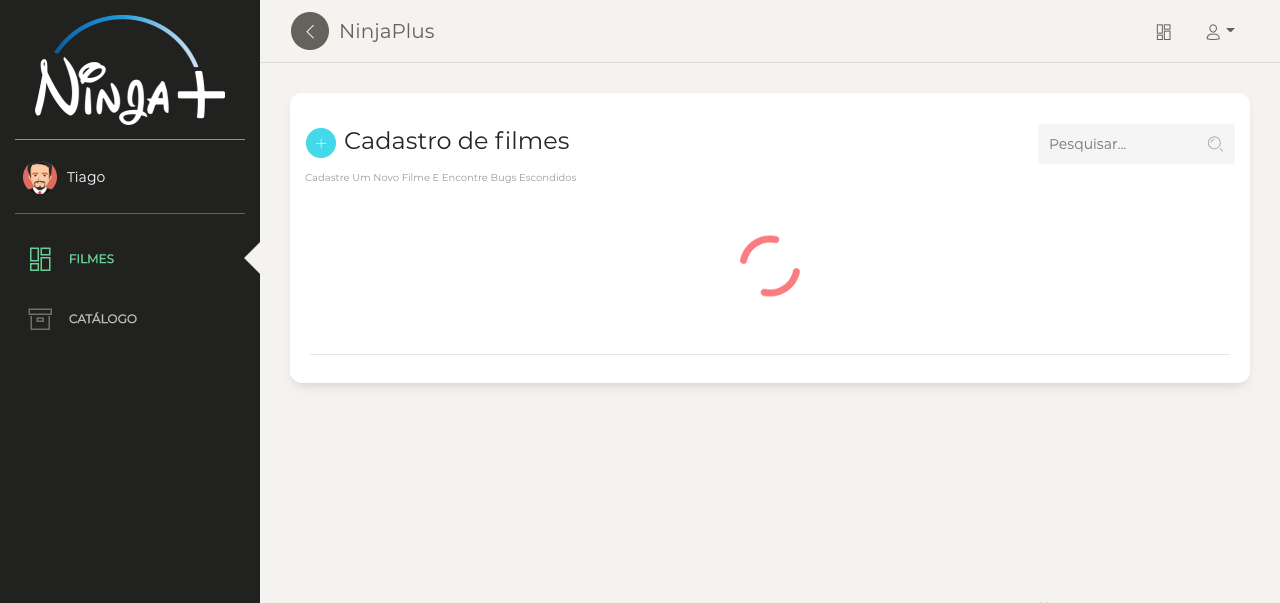 Ninja+
Tiago
FILMES
CATÁLOGO
NinjaPlus
Cadastro de filmes
Pesquisar...
Cadastre Um Novo Filme E Encontre Bugs Escondidos